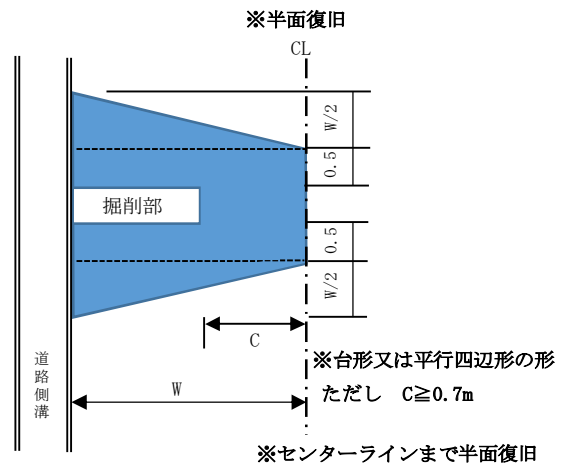 ※半面復旧
CL
W/2
0.5
掘削部
0.5
W/2
C
※台形又は平行四辺形の形
ただし C≧0.7m
道路側溝
W
※センターラインまで半面復旧